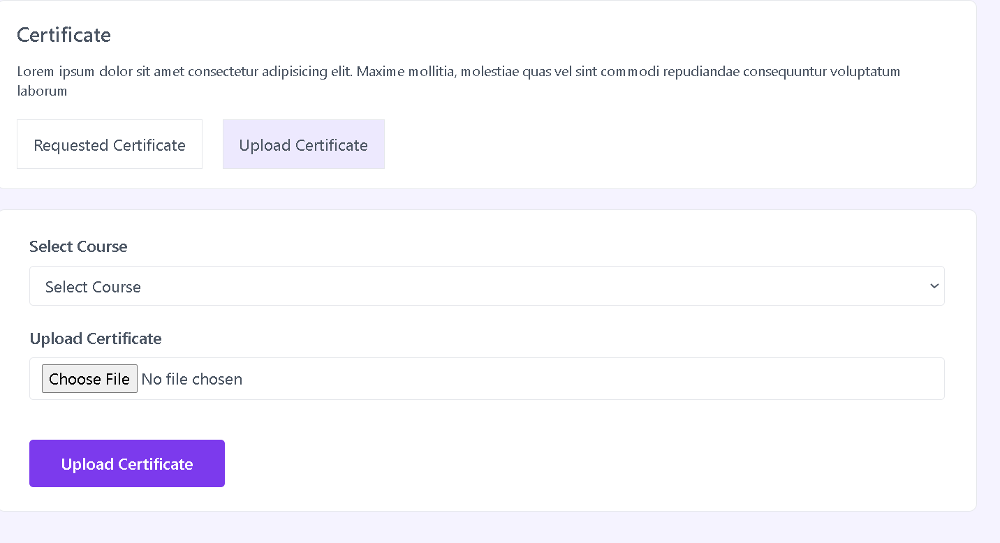 Certificate
Lorem ipsum dolor sit amet consectetur adipisicing elit. Maxime mollitia, molestiae quas vel sint commodi repudiandae consequuntur voluptatum
laborum
Requested Certificate
Upload Certificate
Select Course
Select Course
Upload Certificate
Choose File No file chosen
Upload Certificate